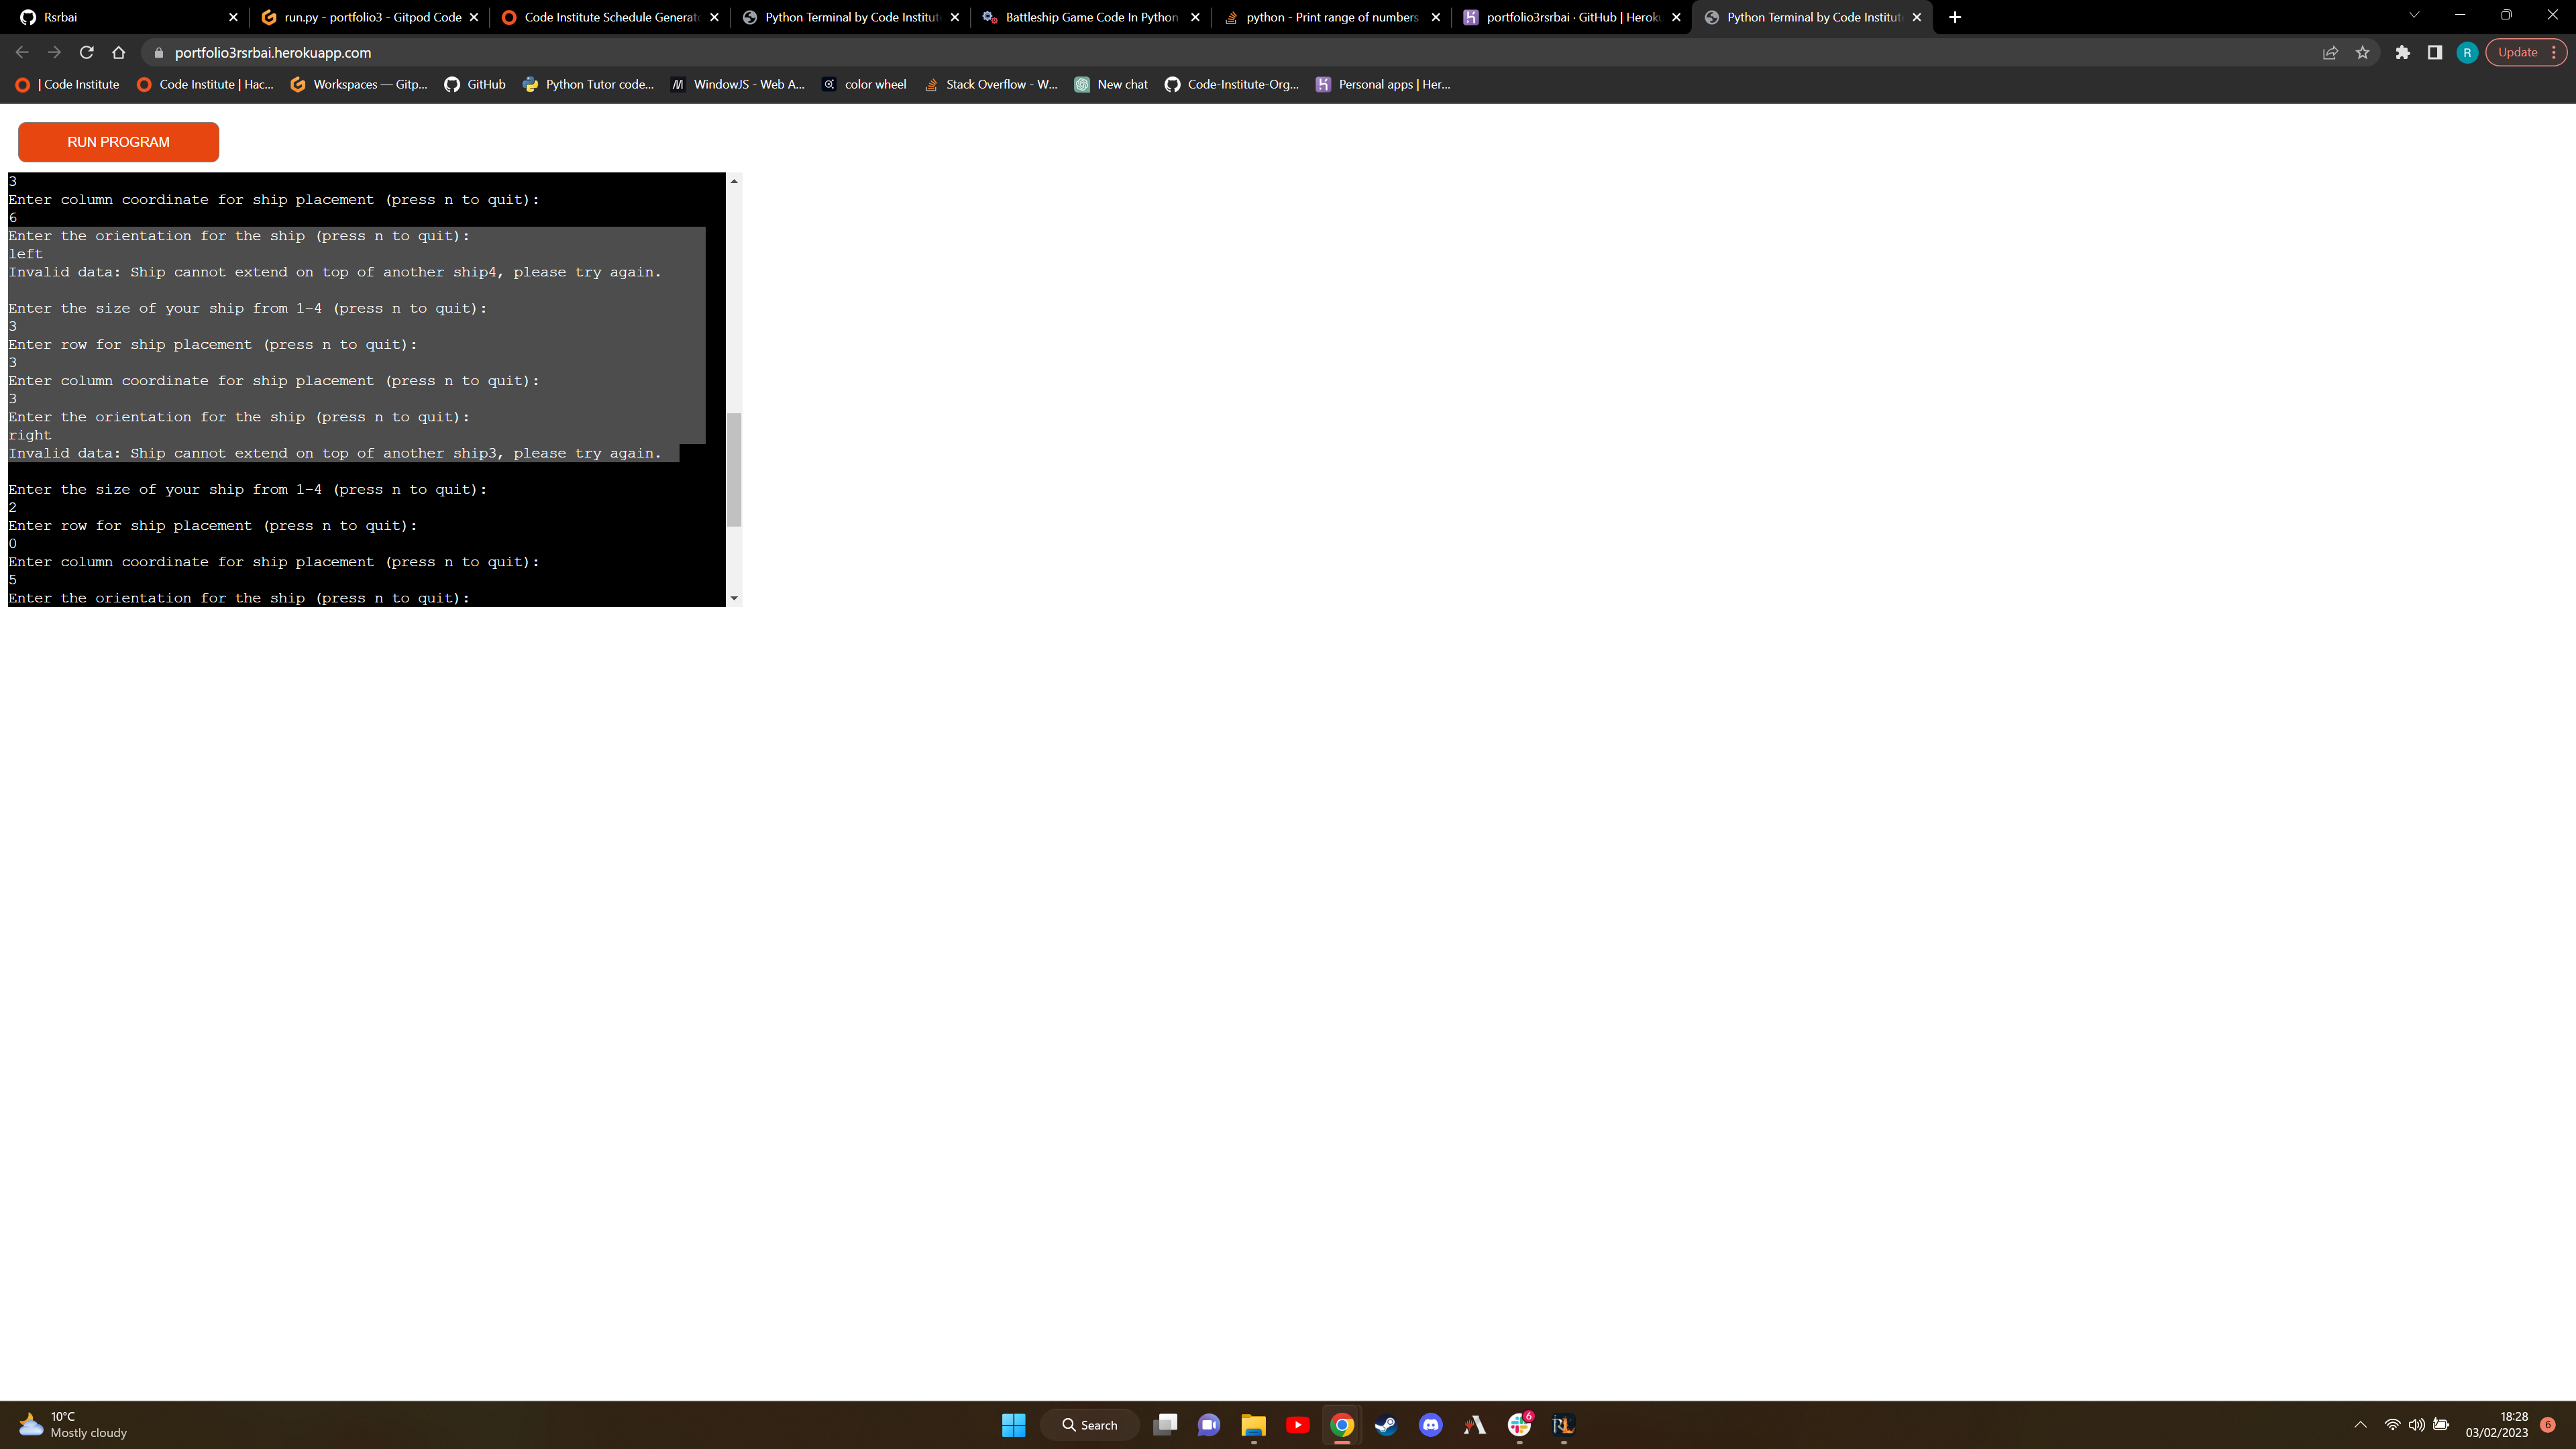 Rsrbai
run.py - portfolio3 - Gitpod Code
Code Institute Schedule Generat
Python Terminal by Code Institut
Battleship Game Code In Python
python - Print range of numbers
portfolio3rsrbai · GitHub | Heroku
Python Terminal by Code Institut
portfolio3rsrbai.herokuapp.com
R
Update
| Code Institute
Code Institute | Hac...
Workspaces — Gitp...
GitHub
Python Tutor code...
WindowJS - Web A...
color wheel
Stack Overflow - W...
New chat
Code-Institute-Org...
Personal apps | Her...
RUN PROGRAM
3
Enter column coordinate for ship placement (press n to quit):
6
Enter the orientation for the ship (press n to quit):
left
Invalid data: Ship cannot extend on top of another ship4, please try again.
Enter the size of your ship from 1-4 (press n to quit):
3
Enter row for ship placement (press n to quit):
3
Enter column coordinate for ship placement (press n to quit):
3
Enter the orientation for the ship (press n to quit):
right
Invalid data: Ship cannot extend on top of another ship3, please try again.
Enter the size of your ship from 1-4 (press n to quit):
2
Enter row for ship placement (press n to quit):
0
Enter column coordinate for ship placement (press n to quit):
5
Enter the orientation for the ship (press n to quit):
10°C
Mostly cloudy
Search
6
18:28
03/02/2023
6